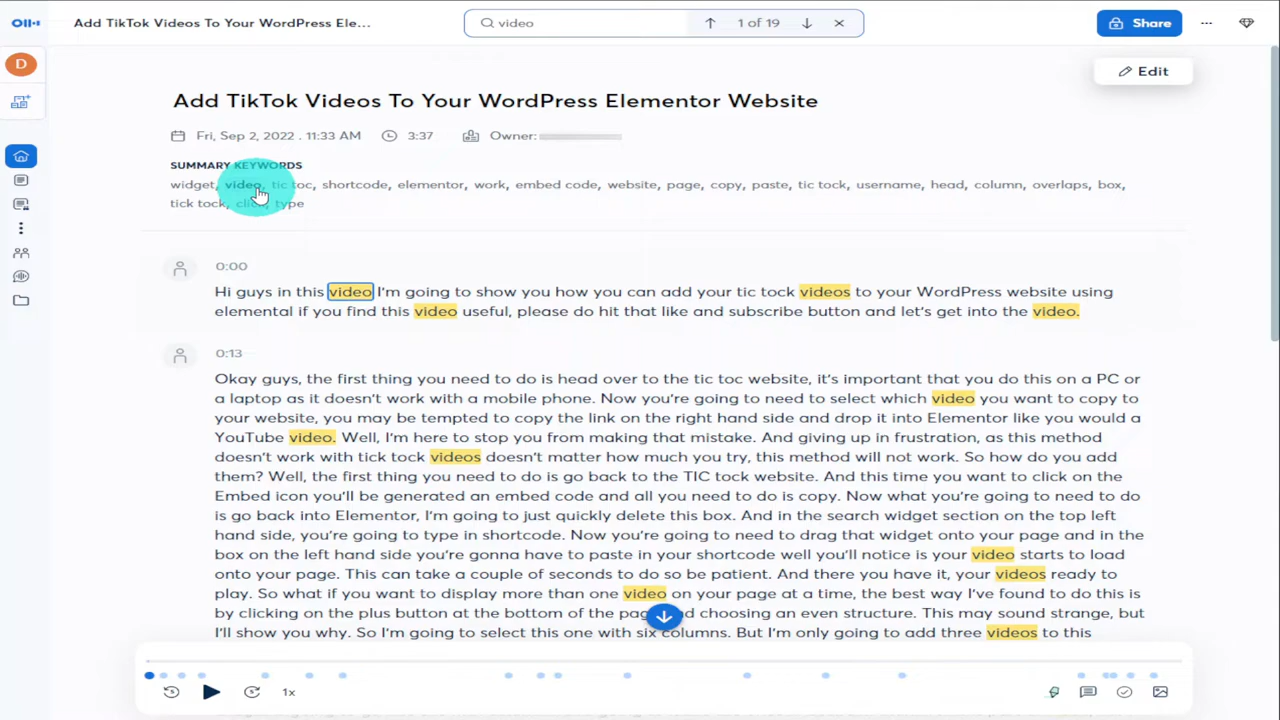 Add TikTok Videos To Your WordPress Ele...
video
1 of 19
Share
D
Edit
Add TikTok Videos To Your WordPress Elementor Website
Fri, Sep 2, 2022 . 11:33 AM
3:37
Owner:
SUMMARY KEYWORDS
widget, video, tic toc, shortcode, elementor, work, embed code, website, page, copy, paste, tic tock, username, head, column, overlaps, box,
tick tock, click, type
0:00
Hi guys in this video I'm going to show you how you can add your tic tock videos to your WordPress website using
elemental if you find this video useful, please do hit that like and subscribe button and let's get into the video.
0:13
Okay guys, the first thing you need to do is head over to the tic toc website, it's important that you do this on a PC or
a laptop as it doesn't work with a mobile phone. Now you're going to need to select which video you want to copy to
your website, you may be tempted to copy the link on the right hand side and drop it into Elementor like you would a
YouTube video. Well, I'm here to stop you from making that mistake. And giving up in frustration, as this method
doesn't work with tick tock videos doesn't matter how much you try, this method will not work. So how do you add
them? Well, the first thing you need to do is go back to the TIC tock website. And this time you want to click on the
Embed icon you'll be generated an embed code and all you need to do is copy. Now what you're going to need to do
is go back into Elementor, I'm going to just quickly delete this box. And in the search widget section on the top left
hand side, you're going to type in shortcode. Now you're going to need to drag that widget onto your page and in the
box on the left hand side you're gonna have to paste in your shortcode well you'll notice is your video starts to load
onto your page. This can take a couple of seconds to do so be patient. And there you have it, your videos ready to
play. So what if you want to display more than one video on your page at a time, the best way I've found to do this is
by clicking on the plus button at the bottom of the page and choosing an even structure. This may sound strange, but
I'll show you why. So I'm going to select this one with six columns. But I'm only going to add three videos to this
5
5
1x